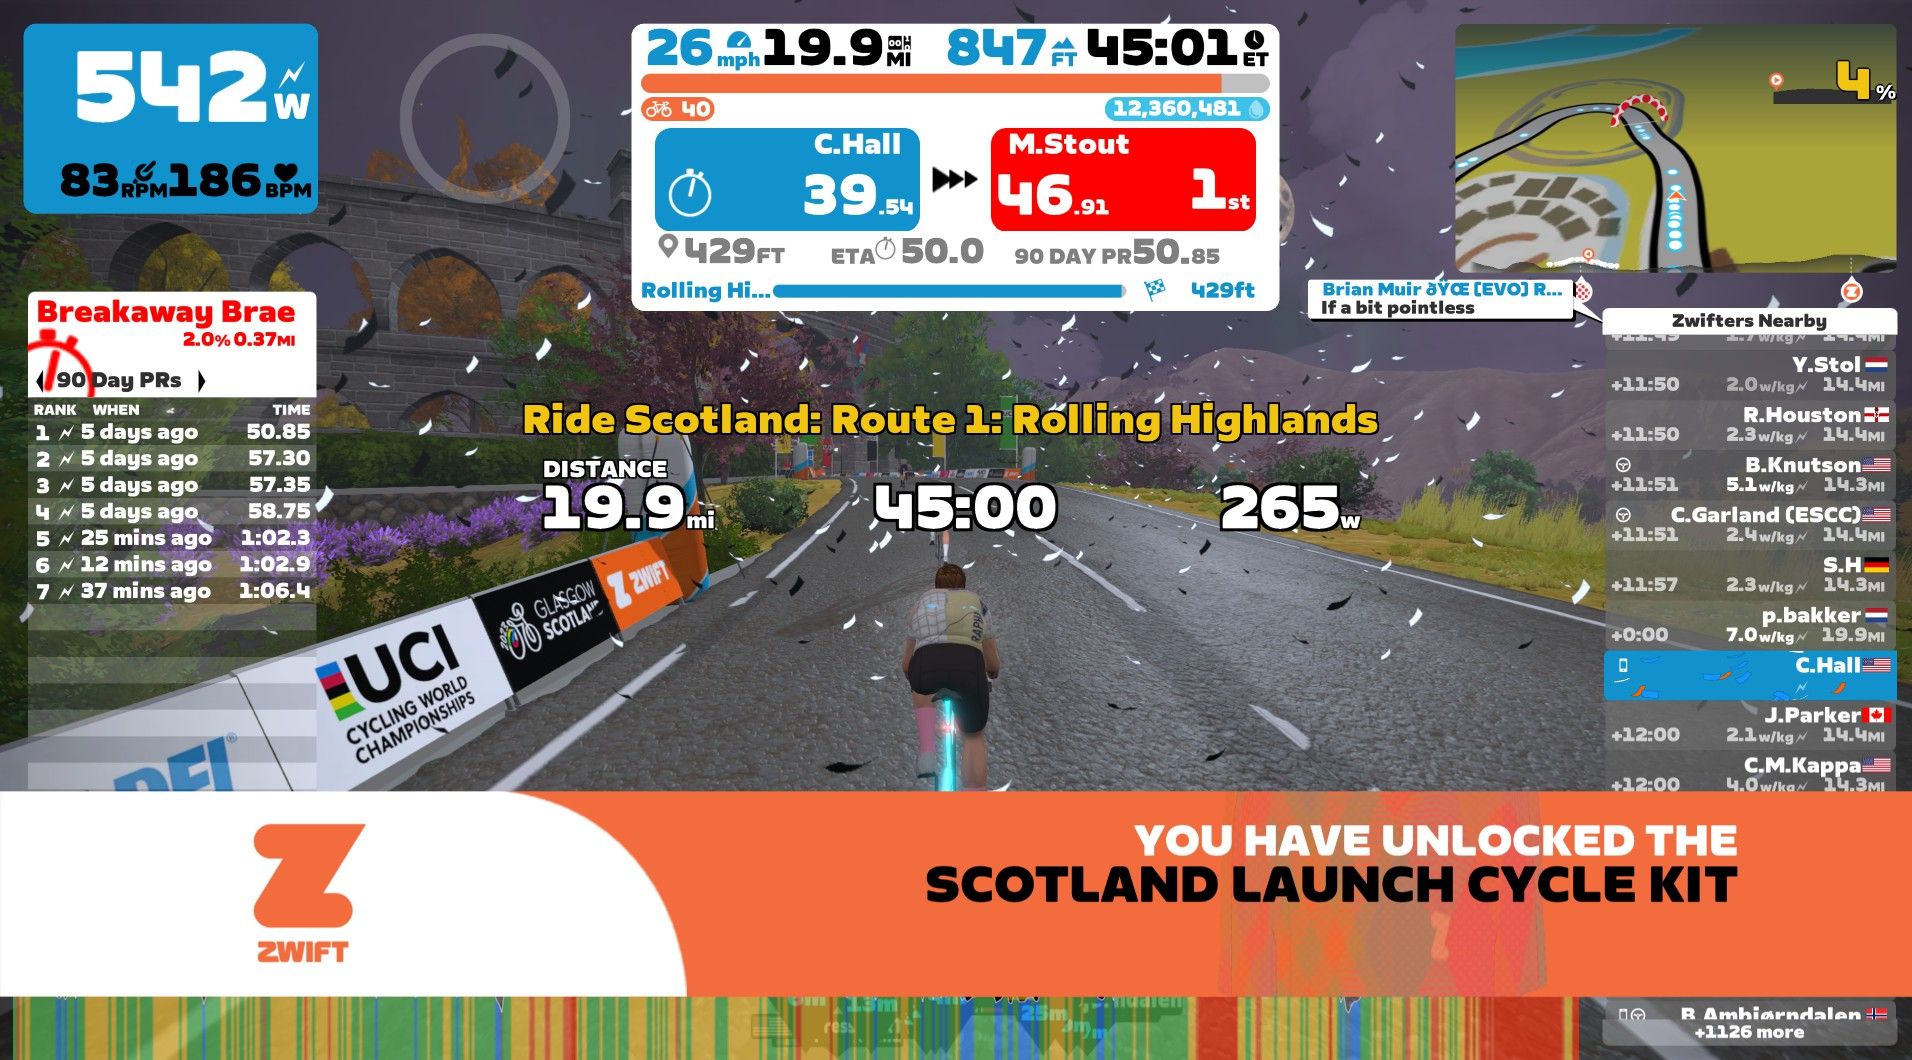 542 W
83 RPM 186 BPM
26 mph 19.9 MI 847 FT 45:01 ET
40
12,360,481
C.Hall
39.54
M.Stout
46.91 1st
429FT ETA 50.0 90 DAY PR 50.85
Rolling Hi... 429ft
4 %
Brian Muir ðŸŒ (EVO) R...
If a bit pointless
Breakaway Brae
2.0% 0.37MI
90 Day PRs
RANK WHEN TIME
1 5 days ago 50.85
2 5 days ago 57.30
3 5 days ago 57.35
4 5 days ago 58.75
5 25 mins ago 1:02.3
6 12 mins ago 1:02.9
7 37 mins ago 1:06.4
Ride Scotland: Route 1: Rolling Highlands
DISTANCE
19.9mi 45:00 265w
Zwifters Nearby
Y.Stol
+11:50 2.0w/kg 14.4MI
R.Houston
+11:50 2.3w/kg 14.4MI
B.Knutson
+11:51 5.1w/kg 14.3MI
C.Garland (ESCC)
+11:51 2.4w/kg 14.4MI
S.H
+11:57 2.3w/kg 14.3MI
p.bakker
+0:00 7.0w/kg 19.9MI
C.Hall
J.Parker
+12:00 2.1w/kg 14.4MI
C.M.Kappa
+12:00 4.0w/kg 14.3MI
B.Ambjørndalen
+1126 more
UCI
CYCLING WORLD
CHAMPIONSHIPS
2023
GLASGOW
SCOTLAND
ZWIFT
RAPHA
YOU HAVE UNLOCKED THE
SCOTLAND LAUNCH CYCLE KIT
ZWIFT
25m